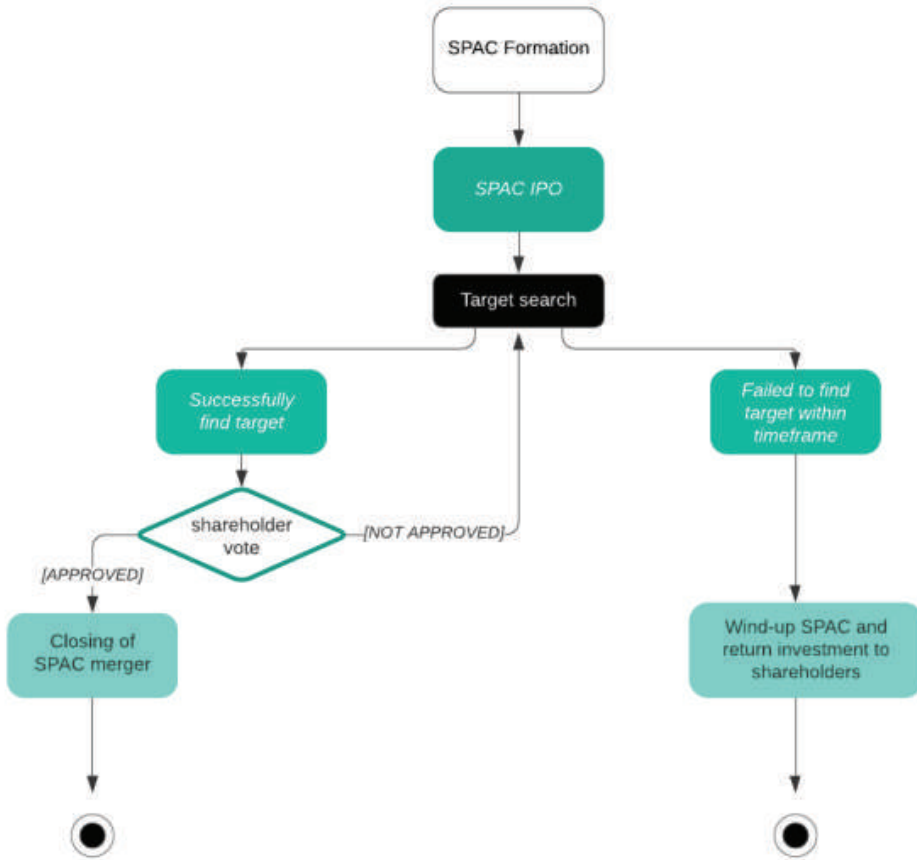 SPAC Formation
SPAC IPO
Target search
Successfully
find target
Failed to find
target within
timeframe
shareholder
vote
[NOT APPROVED]
[APPROVED]
Closing of
SPAC merger
Wind-up SPAC and
return investment to
shareholders